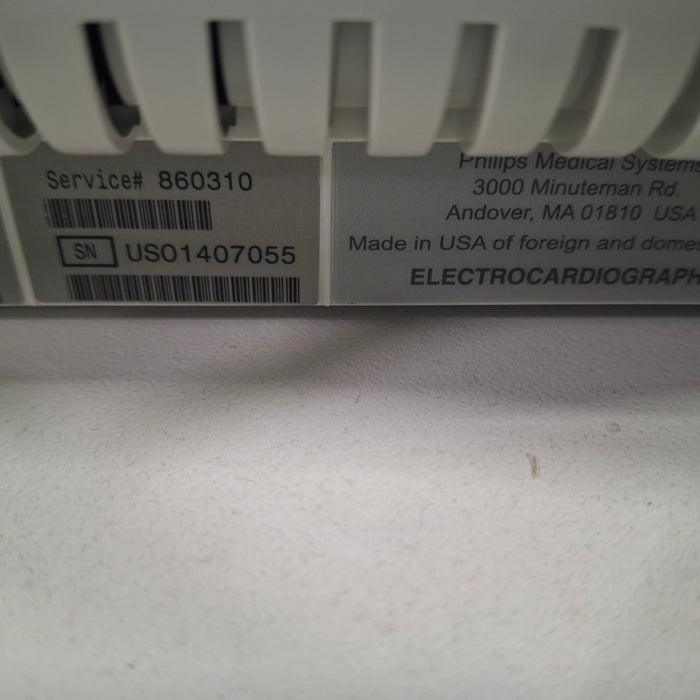 Service# 860310
SN US01407055
Philips Medical Systems
3000 Minuteman Rd.
Andover, MA 01810 USA
Made in USA of foreign and
ELECTROCARDIOGRAPH